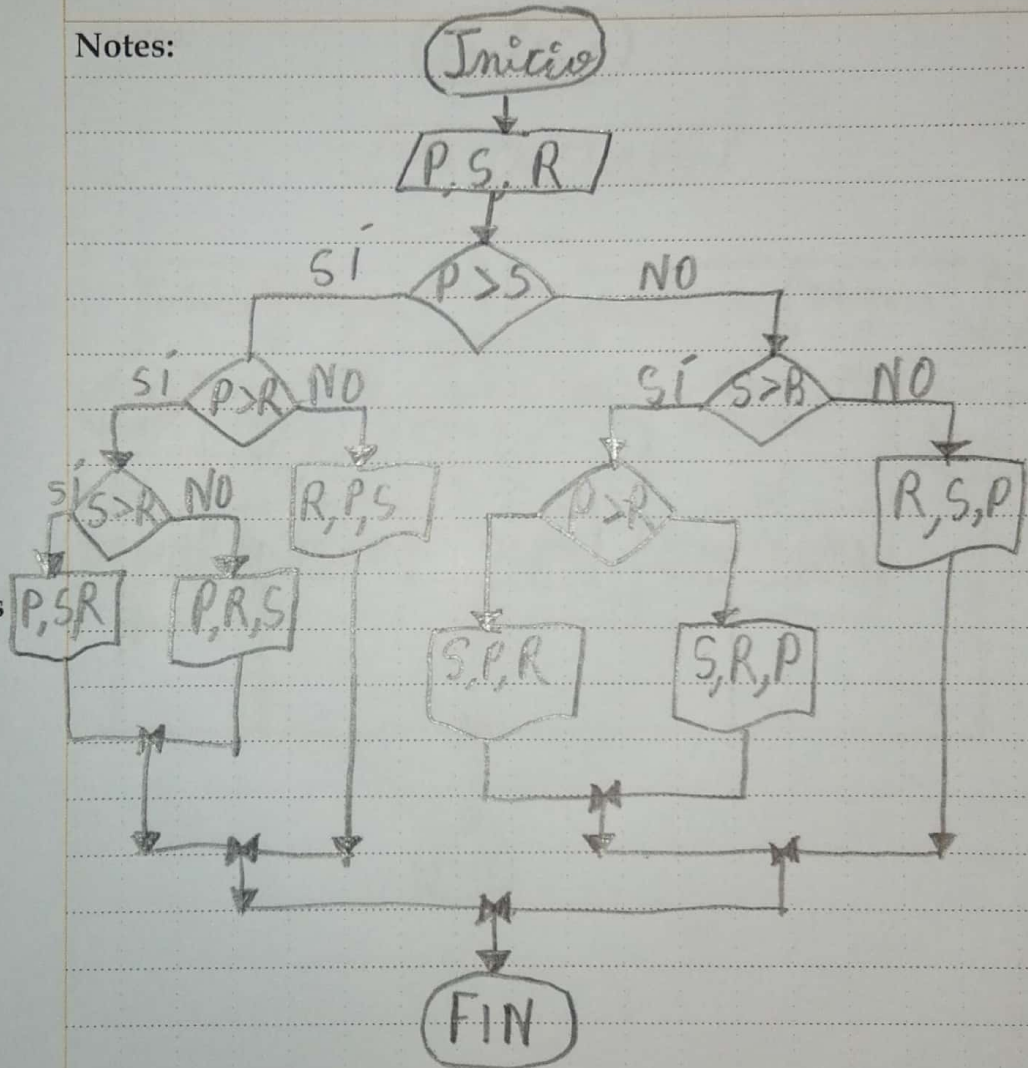 Notes:
Inicio
P, S, R
SÍ P>S NO
SÍ P>R NO
SÍ S>R NO
SÍ S>R NO
R, P, S
P>R
R, S, P
P,S,R
P,R,S
S,P,R
S,R,P
FIN